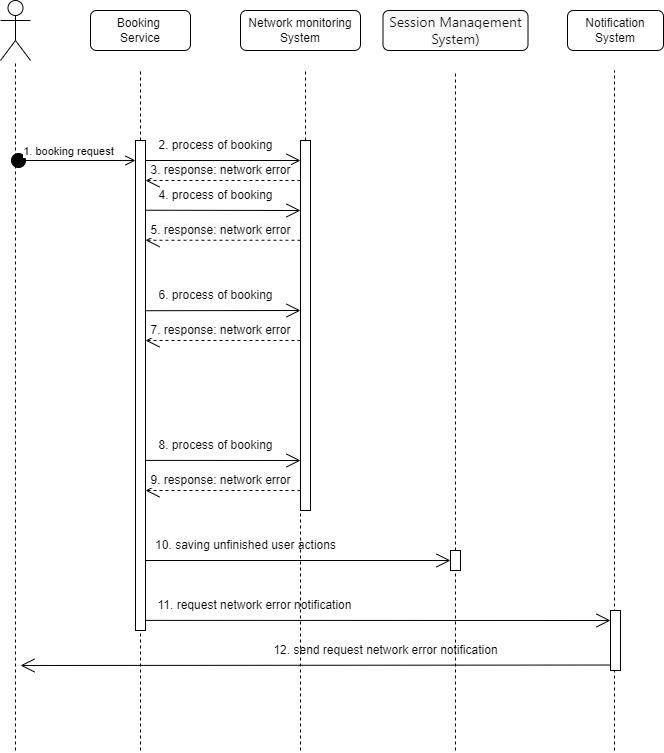 Booking
Service
Network monitoring
System
Session Management
System)
Notification
System
1. booking request
2. process of booking
3. response: network error
4. process of booking
5. response: network error
6. process of booking
7. response: network error
8. process of booking
9. response: network error
10. saving unfinished user actions
11. request network error notification
12. send request network error notification